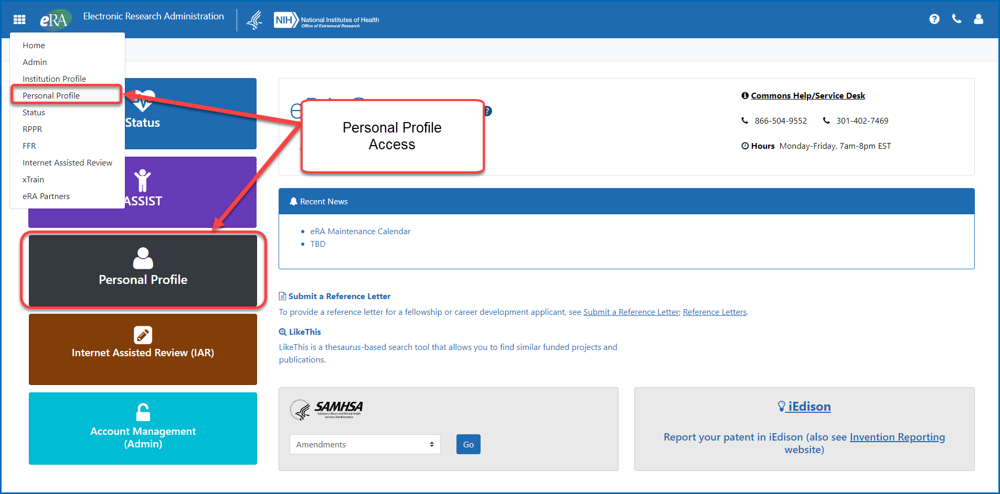 eRA
Electronic Research Administration
NIH
National Institutes of Health
Office of Extramural Research
Home
Admin
Institution Profile
Personal Profile
Status
RPPR
FFR
Internet Assisted Review
xTrain
eRA Partners
Status
ASSIST
Personal Profile
Internet Assisted Review (IAR)
Account Management
(Admin)
Personal Profile
Access
Commons Help/Service Desk
866-504-9552 301-402-7469
Hours Monday-Friday, 7am-8pm EST
Recent News
eRA Maintenance Calendar
TBD
Submit a Reference Letter
To provide a reference letter for a fellowship or career development applicant, see Submit a Reference Letter; Reference Letters.
LikeThis
LikeThis is a thesaurus-based search tool that allows you to find similar funded projects and
publications.
SAMHSA
Substance Abuse and Mental Health
Services Administration
Amendments
Go
iEdison
Report your patent in iEdison (also see Invention Reporting
website)